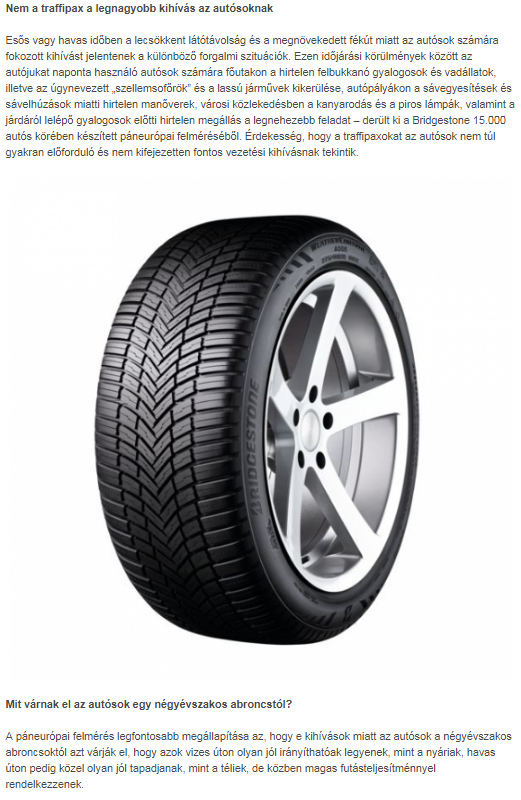 Nem a traffipax a legnagyobb kihívás az autósoknak
Esős vagy havas időben a lecsökkent látótávolság és a megnövekedett fékút miatt az autósok számára
fokozott kihívást jelentenek a különböző forgalmi szituációk. Ezen időjárási körülmények között az
autójukat naponta használó autósok számára főutakon a hirtelen felbukkanó gyalogosok és vadállatok,
illetve az úgynevezett „szellemsofőrök” és a lassú járművek kikerülése, autópályákon a sávegyesítések és
sávelhúzások miatti hirtelen manőverek, városi közlekedésben a kanyarodás és a piros lámpák, valamint a
járdáról lelépő gyalogosok előtti hirtelen megállás a legnehezebb feladat – derült ki a Bridgestone 15.000
autós körében készített páneurópai felméréséből. Érdekesség, hogy a traffipaxokat az autósok nem túl
gyakran előforduló és nem kifejezetten fontos vezetési kihívásnak tekintik.
BRIDGESTONE
Mit várnak el az autósok egy négyévszakos abroncstól?
A páneurópai felmérés legfontosabb megállapítása az, hogy e kihívások miatt az autósok a négyévszakos
abroncsoktól azt várják el, hogy azok vizes úton olyan jól irányíthatóak legyenek, mint a nyáriak, havas
úton pedig közel olyan jól tapadjanak, mint a téliek, de közben magas futásteljesítménnyel
rendelkezzenek.